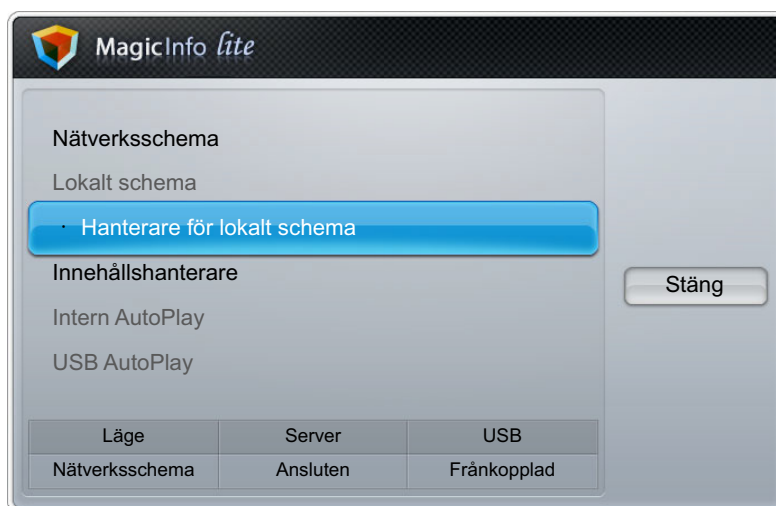 MagicInfo lite
Nätverksschema
Lokalt schema
· Hanterare för lokalt schema
Innehållshanterare
Intern AutoPlay
USB AutoPlay
Stäng
Läge Server USB
Nätverksschema Ansluten Frånkopplad